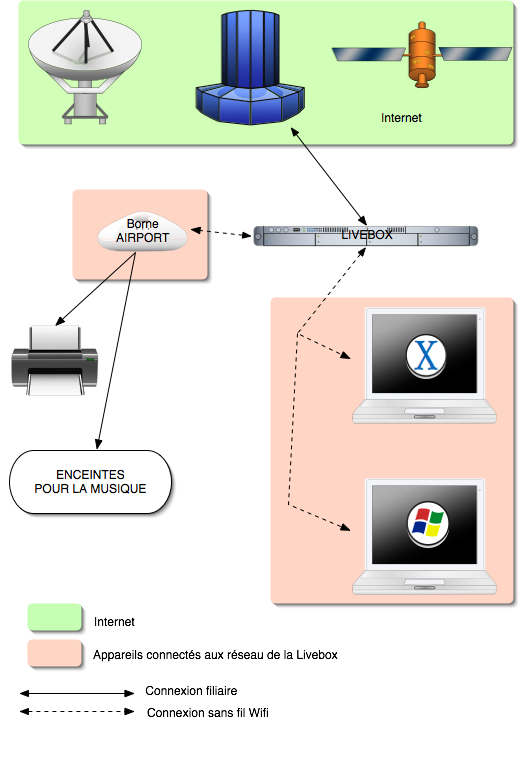 Internet
Borne
AIRPORT
LIVEBOX
X
ENCEINTES
POUR LA MUSIQUE
Internet
Appareils connectés aux réseau de la Livebox
Connexion filiaire
Connexion sans fil Wifi